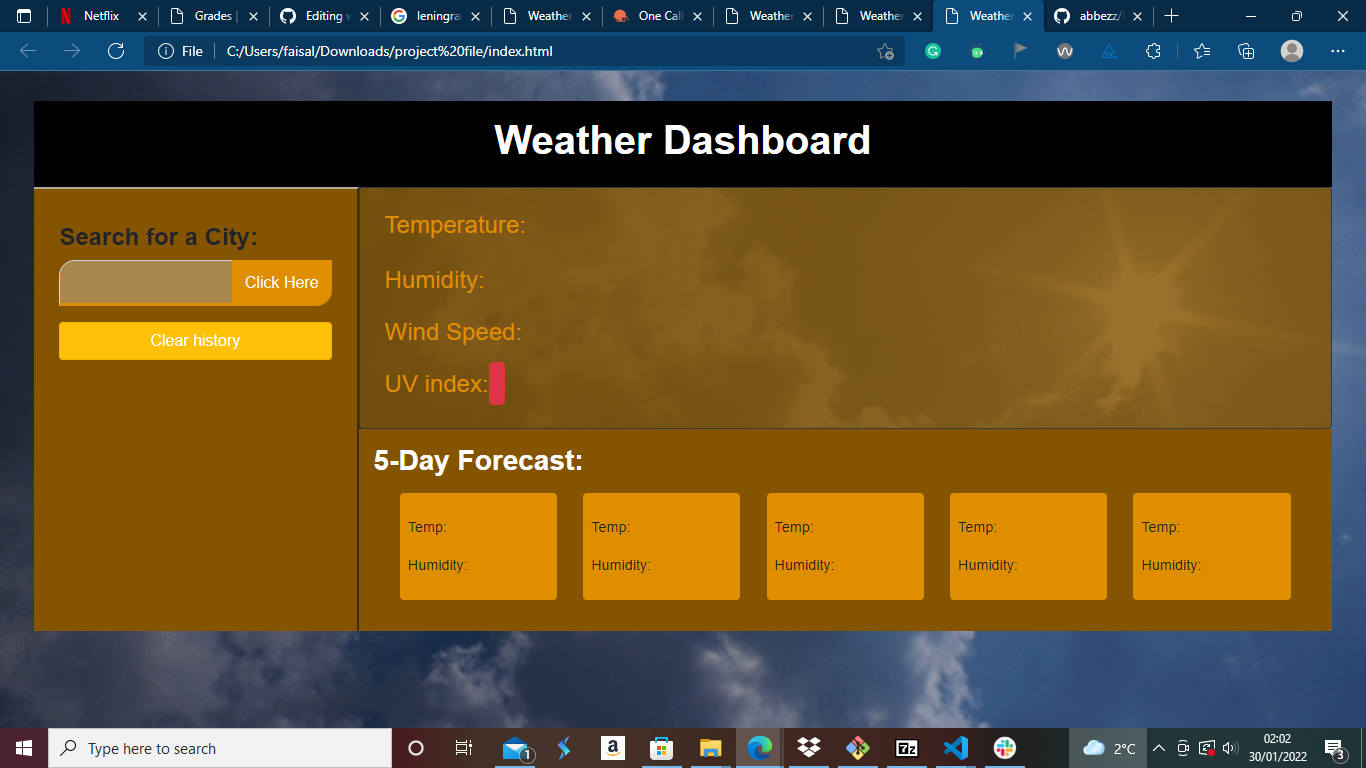 Netflix
Grades |
Editing w
leningra
Weather
One Call
Weather
Weather
Weather
abbezz/
File
C:/Users/faisal/Downloads/project%20file/index.html
Weather Dashboard
Search for a City:
Click Here
Clear history
Temperature:
Humidity:
Wind Speed:
UV index:
5-Day Forecast:
Temp: Temp: Temp: Temp: Temp:
Humidity: Humidity: Humidity: Humidity: Humidity:
Type here to search
1
2°C
02:02
30/01/2022
3